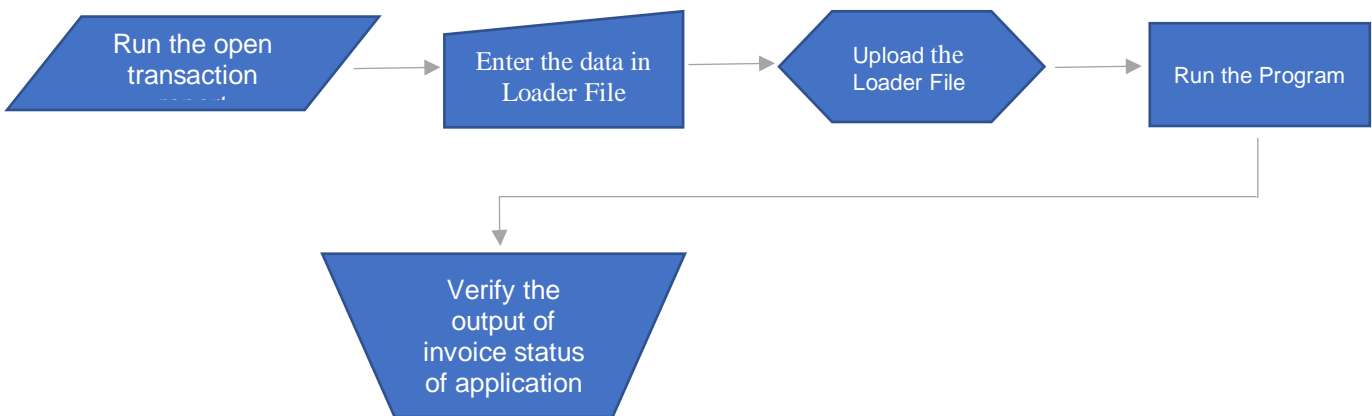 Run the open
transaction
Enter the data in
Loader File
Upload the
Loader File
Run the Program
Verify the
output of
invoice status
of application